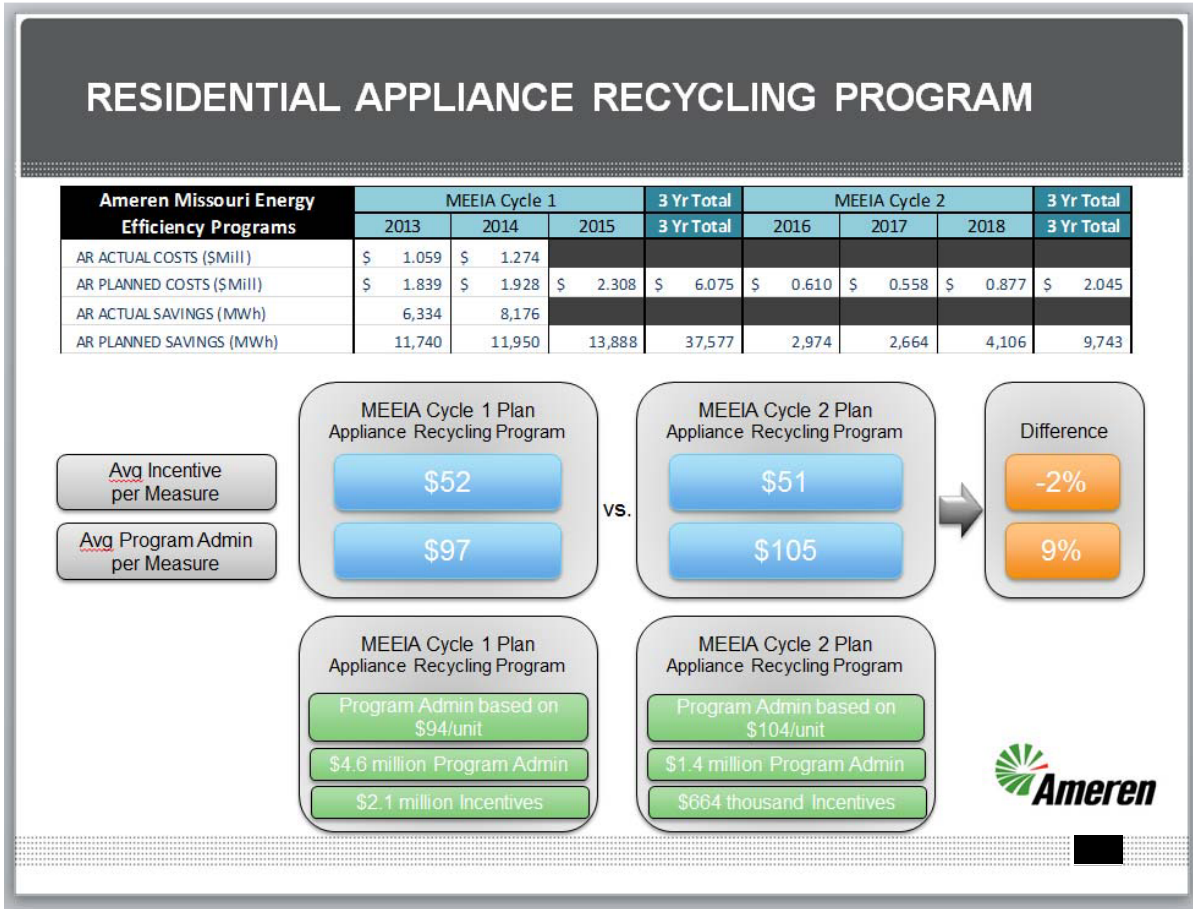 RESIDENTIAL APPLIANCE RECYCLING PROGRAM
Ameren Missouri Energy Efficiency Programs MEEIA Cycle 1 3 Yr Total MEEIA Cycle 2 3 Yr Total
2013 2014 2015 3 Yr Total 2016 2017 2018 3 Yr Total
AR ACTUAL COSTS ($Mill) $ 1.059 $ 1.274
AR PLANNED COSTS ($Mill) $ 1.839 $ 1.928 $ 2.308 $ 6.075 $ 0.610 $ 0.558 $ 0.877 $ 2.045
AR ACTUAL SAVINGS (MWh) 6,334 8,176
AR PLANNED SAVINGS (MWh) 11,740 11,950 13,888 37,577 2,974 2,664 4,106 9,743
MEEIA Cycle 1 Plan
Appliance Recycling Program
MEEIA Cycle 2 Plan
Appliance Recycling Program
Difference
Avg Incentive
per Measure
$52
$51
-2%
vs.
Avg Program Admin
per Measure
$97
$105
9%
MEEIA Cycle 1 Plan
Appliance Recycling Program
Program Admin based on
$94/unit
$4.6 million Program Admin
$2.1 million Incentives
MEEIA Cycle 2 Plan
Appliance Recycling Program
Program Admin based on
$104/unit
$1.4 million Program Admin
$664 thousand Incentives
Ameren